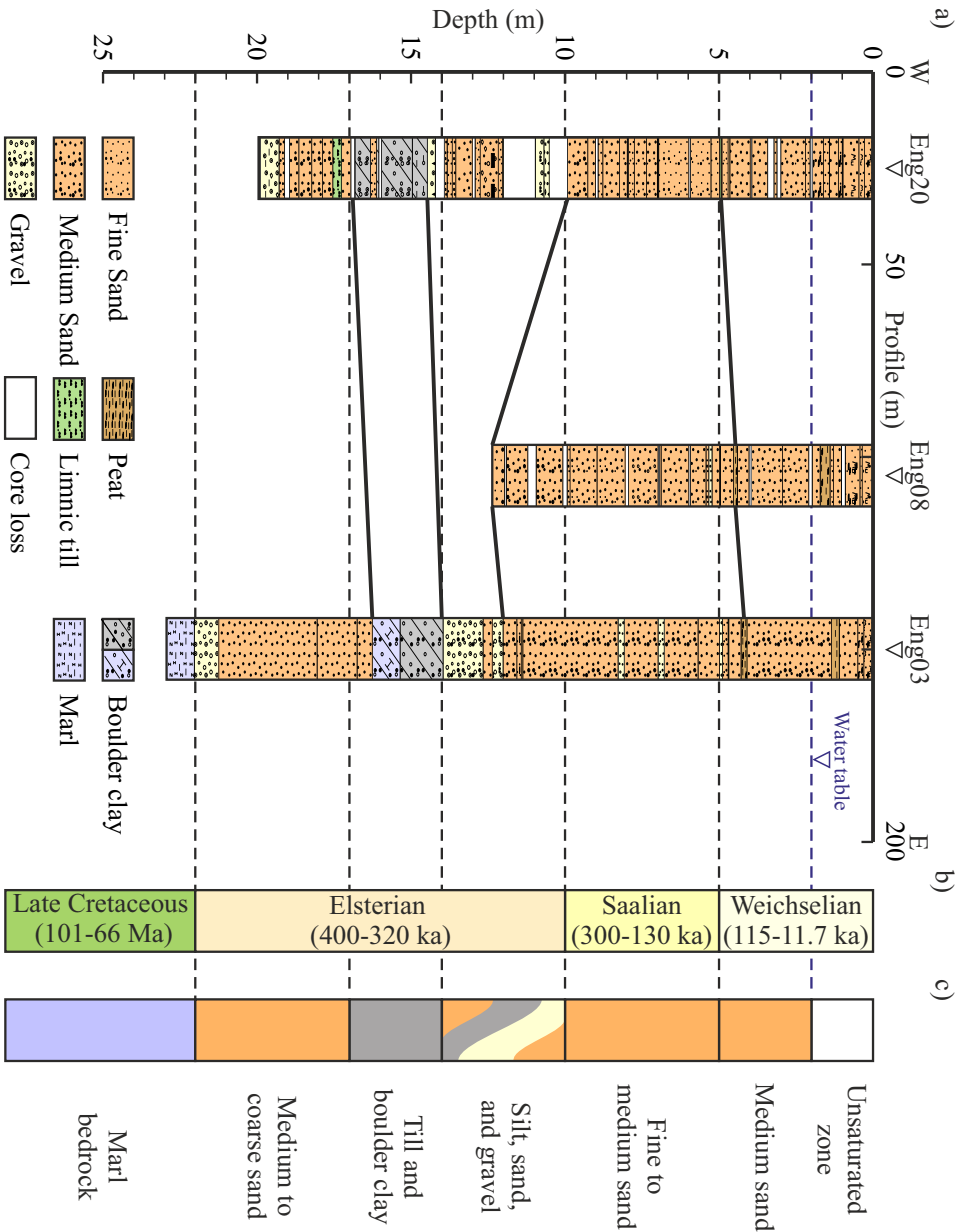 a)
W
E
0
50
Profile (m)
200
Eng20
Eng08
Eng03
Water table
Depth (m)
0
5
10
15
20
25
Fine Sand
Medium Sand
Gravel
Peat
Limnic till
Core loss
Boulder clay
Marl
b)
Weichselian
(115-11.7 ka)
Saalian
(300-130 ka)
Elsterian
(400-320 ka)
Late Cretaceous
(101-66 Ma)
c)
Unsaturated
zone
Medium sand
Fine to
medium sand
Silt, sand,
and gravel
Till and
boulder clay
Medium to
coarse sand
Marl
bedrock